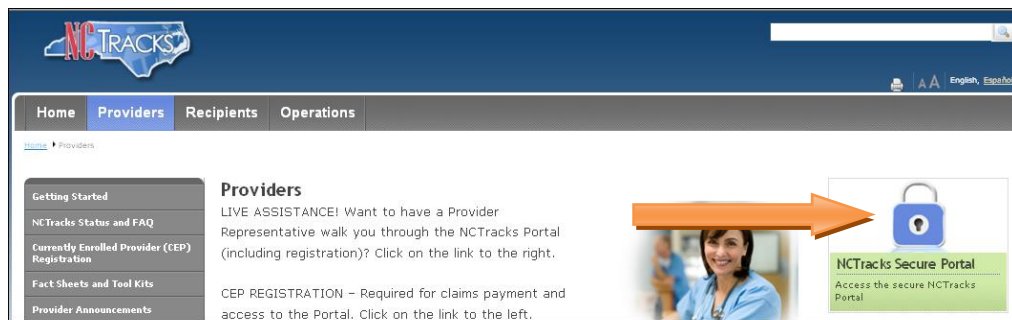 NC TRACKS
A A English, Español
Home Providers Recipients Operations
Home Providers
Getting Started
NCTracks Status and FAQ
Currently Enrolled Provider (CEP)
Registration
Fact Sheets and Tool Kits
Provider Announcements
Providers
LIVE ASSISTANCE! Want to have a Provider
Representative walk you through the NCTracks Portal
(including registration)? Click on the link to the right.
CEP REGISTRATION – Required for claims payment and
access to the Portal. Click on the link to the left.
NCTracks Secure Portal
Access the secure NCTracks
Portal